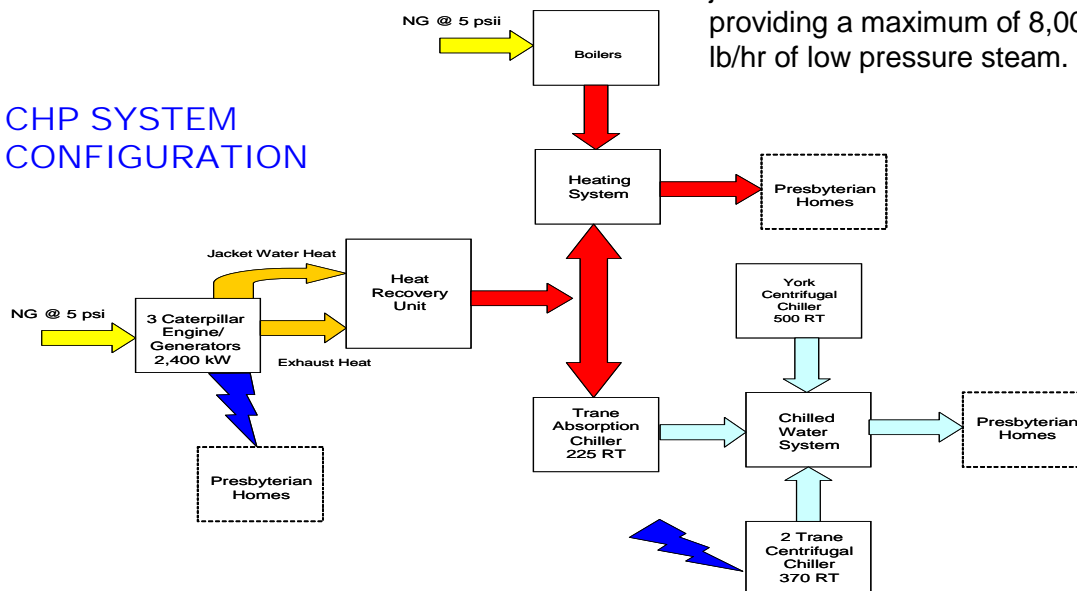 NG @ 5 psii
Boilers
providing a maximum of 8,00
lb/hr of low pressure steam.
CHP SYSTEM
CONFIGURATION
Heating
System
Presbyterian
Homes
Jacket Water Heat
Heat
Recovery
Unit
York
Centrifugal
Chiller
500 RT
NG @ 5 psi
3 Caterpillar
Engine/
Generators
2,400 kW
Exhaust Heat
Trane
Absorption
Chiller
225 RT
Chilled
Water
System
Presbyterian
Homes
Presbyterian
Homes
2 Trane
Centrifugal
Chiller
370 RT